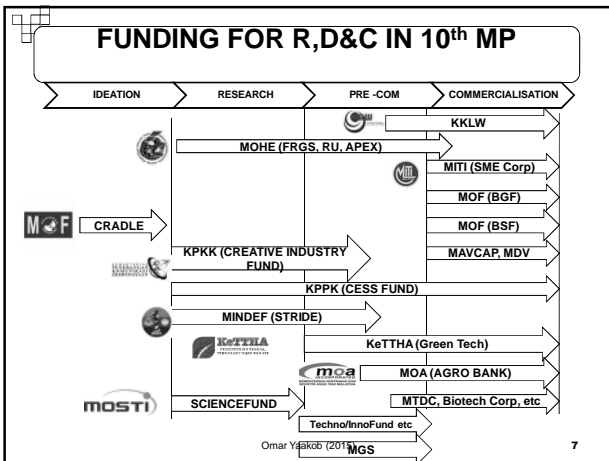 FUNDING FOR R,D&C IN 10th MP
IDEATION
RESEARCH
PRE -COM
COMMERCIALISATION
KKLW
MOHE (FRGS, RU, APEX)
MiTi
MITI (SME Corp)
MOF (BGF)
MOF
CRADLE
MOF (BSF)
KPKK (CREATIVE INDUSTRY
FUND)
MAVCAP, MDV
KPPK (CESS FUND)
MINDEF (STRIDE)
KeTTHA
KeTTHA (Green Tech)
moa
INCORPORATED
MOA (AGRO BANK)
MOSTI
SCIENCEFUND
MTDC, Biotech Corp, etc
Techno/InnoFund etc
MGS
Omar Yaakob (2015)
7